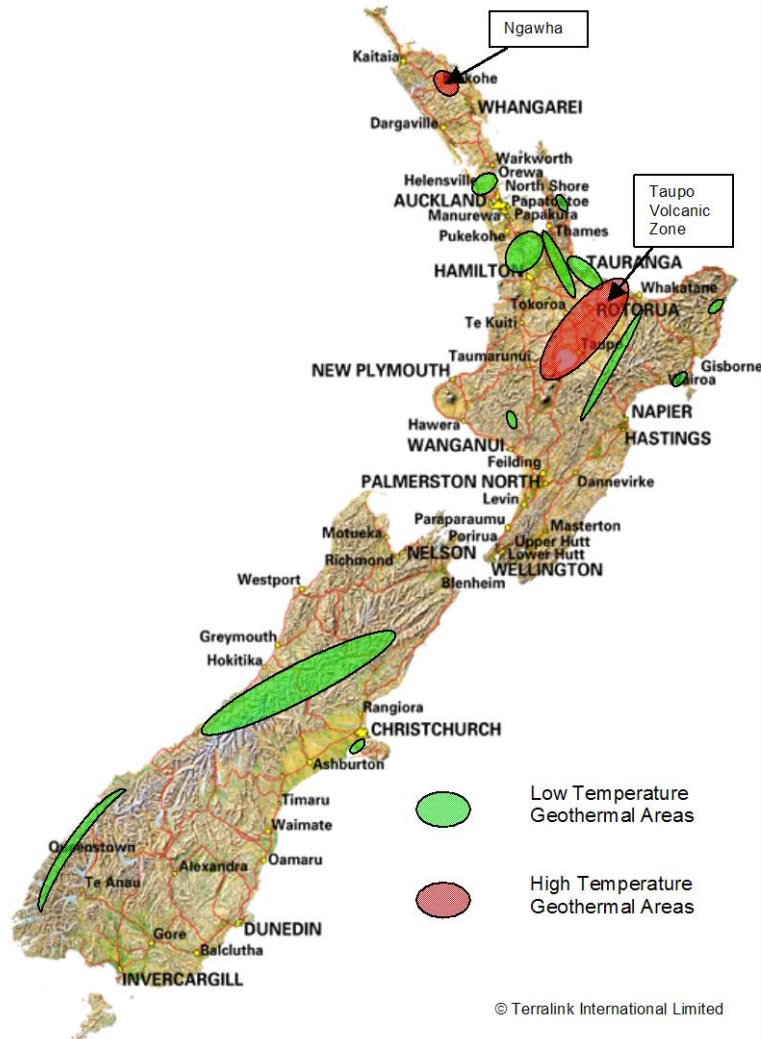 Ngawha
Kaitaia
kohe
WHANGAREI
Dargaville
Warkworth
Orewa
Helensville
North Shore
AUCKLAND
Papatoetoe
Manurewa
Papakura
Pukekohe
Thames
Taupo
Volcanic
Zone
HAMILTON
TAURANGA
Whakatane
Tokoroa
ROTORUA
Te Kuiti
Taupo
Taumarunui
Gisborne
NEW PLYMOUTH
Wairoa
NAPIER
Hawera
HASTINGS
WANGANUI
Feilding
PALMERSTON NORTH
Dannevirke
Levin
Paraparaumu
Masterton
Motueka
Porirua
Upper Hutt
NELSON
Lower Hutt
Richmond
WELLINGTON
Westport
Blenheim
Greymouth
Hokitika
Rangiora
CHRISTCHURCH
Ashburton
Low Temperature
Geothermal Areas
Timaru
Waimate
Queenstown
Oamaru
Alexandra
Te Anau
High Temperature
Geothermal Areas
DUNEDIN
Gore
Balclutha
INVERCARGILL
© Terralink International Limited